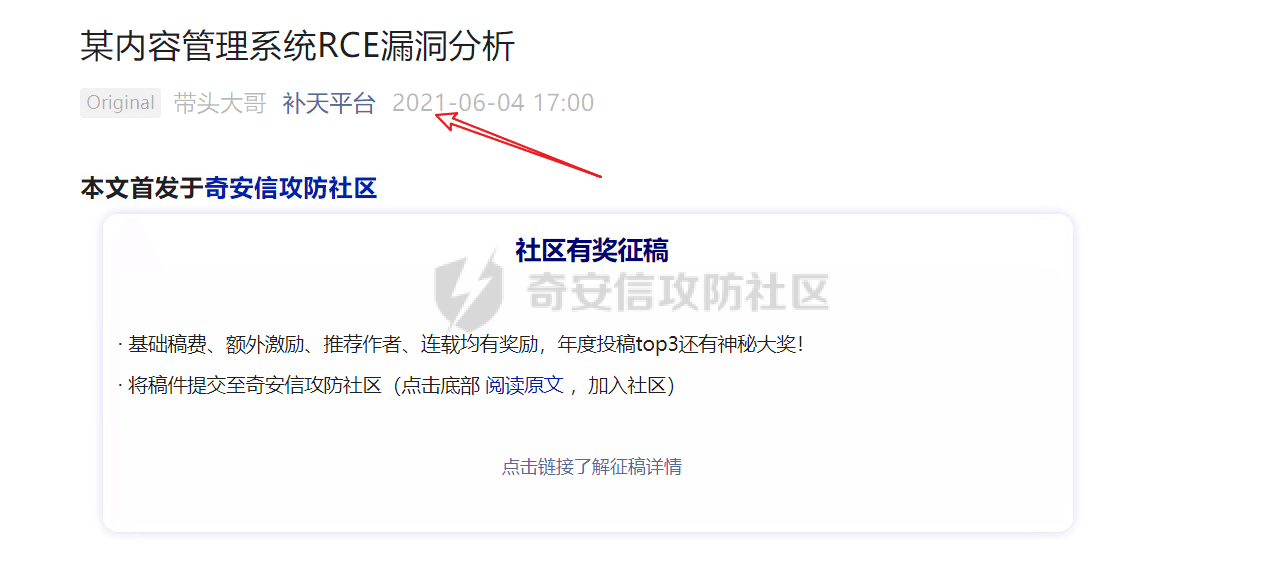 某内容管理系统RCE漏洞分析
Original 带头大哥 补天平台 2021-06-04 17:00
本文首发于奇安信攻防社区
社区有奖征稿
奇安信攻防社区
· 基础稿费、额外激励、推荐作者、连载均有奖励，年度投稿top3还有神秘大奖！
· 将稿件提交至奇安信攻防社区（点击底部 阅读原文 ，加入社区）
点击链接了解征稿详情